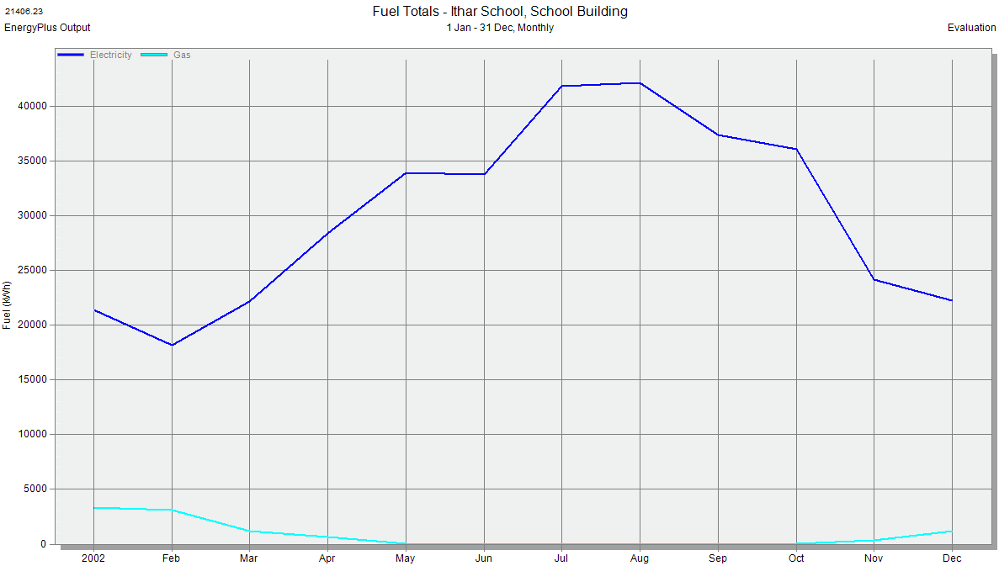 21406.23
Fuel Totals - Ithar School, School Building
EnergyPlus Output
1 Jan - 31 Dec, Monthly
Evaluation
Electricity
Gas
40000
35000
30000
25000
20000
15000
10000
5000
0
Fuel (kWh)
2002 Feb Mar Apr May Jun Jul Aug Sep Oct Nov Dec